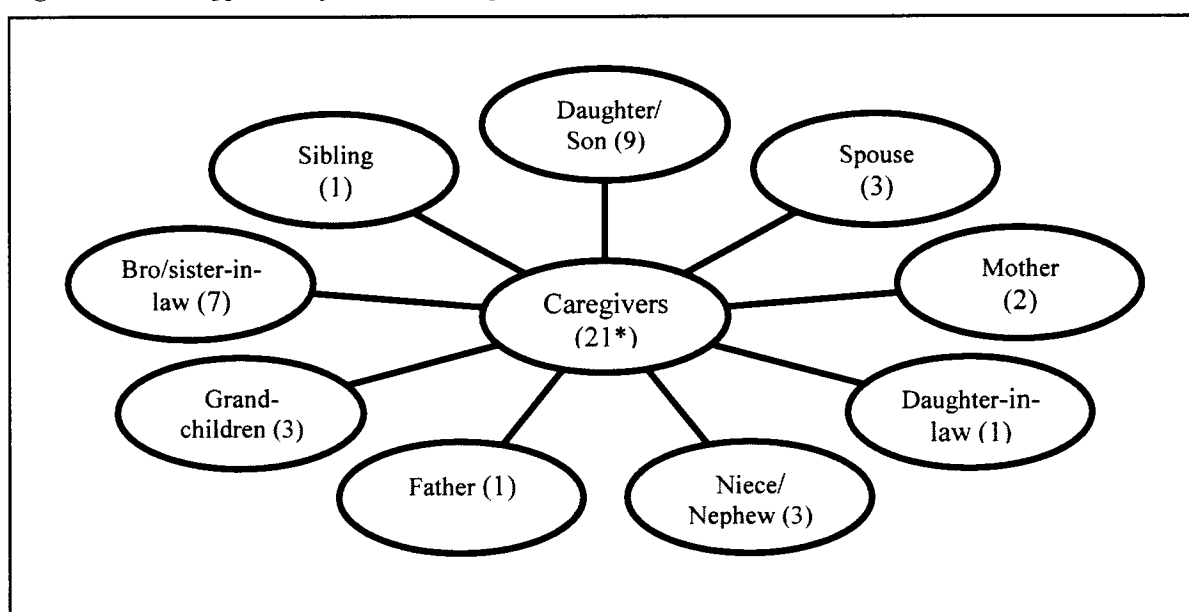 Daughter/
Son (9)
Sibling
(1)
Spouse
(3)
Bro/sister-in-
law (7)
Mother
(2)
Caregivers
(21*)
Grand-
children (3)
Daughter-in-
law (1)
Father (1)
Niece/
Nephew (3)